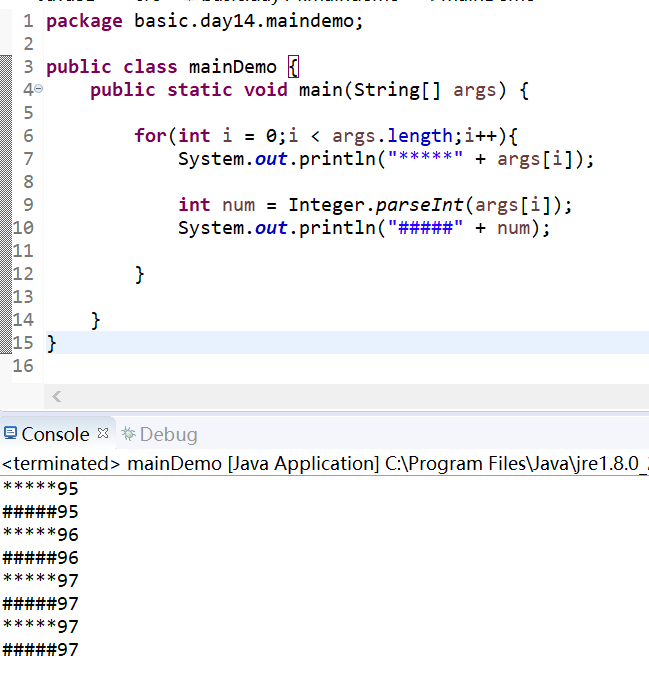 1 package basic.day14.maindemo;
2
3 public class mainDemo {
4 public static void main(String[] args) {
5
6 for(int i = 0;i < args.length;i++){
7 System.out.println("*****" + args[i]);
8
9 int num = Integer.parseInt(args[i]);
10 System.out.println("#####" + num);
11
12 }
13
14 }
15 }
16
Console Debug
<terminated> mainDemo [Java Application] C:\Program Files\Java\jre1.8.0_
*****95
#####95
*****96
#####96
*****97
#####97
*****97
#####97